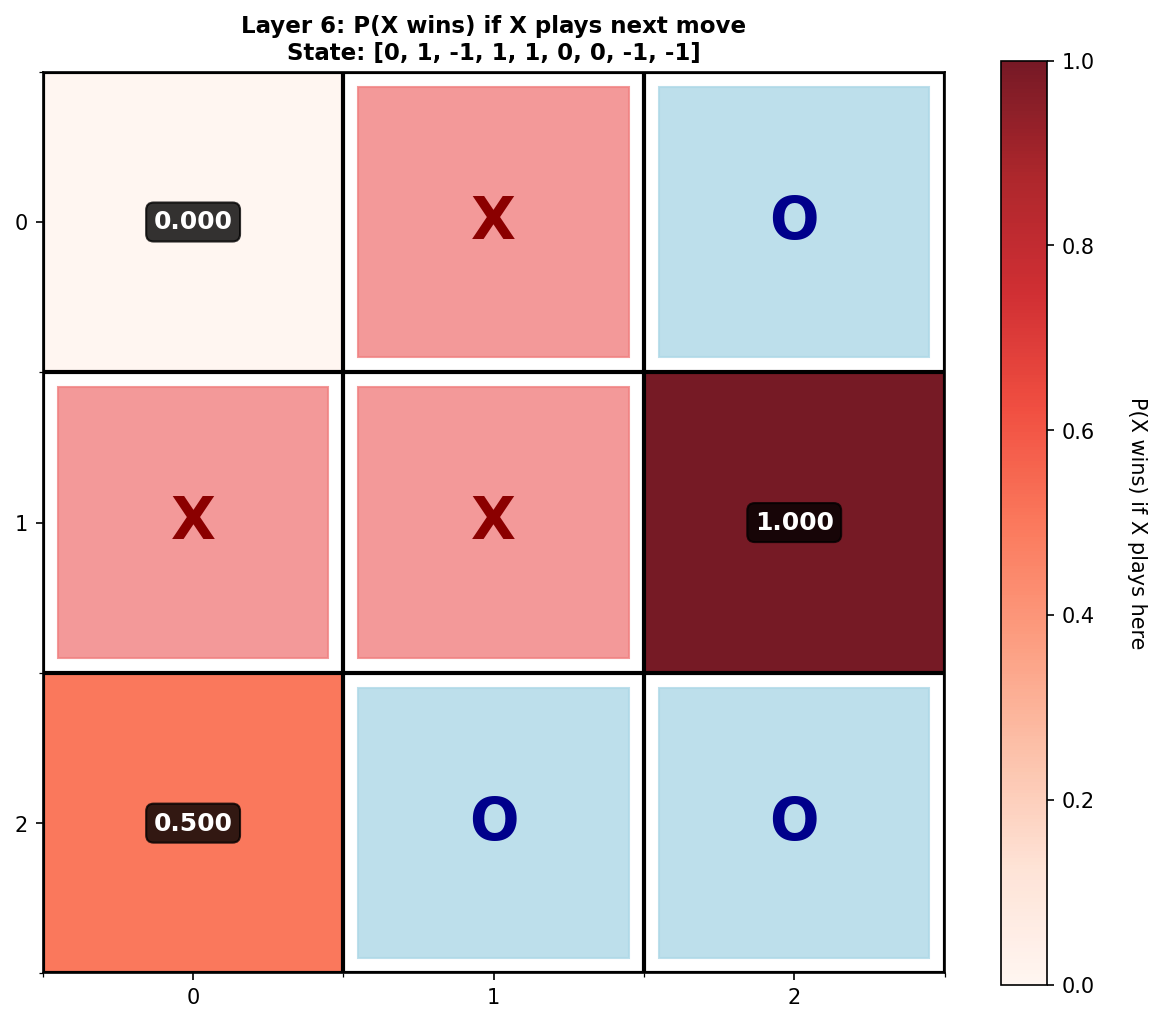 Layer 6: P(X wins) if X plays next move
State: [0, 1, -1, 1, 1, 0, 0, -1, -1]
0
0.000
X
O
1
X
X
1.000
2
0.500
O
O
0
1
2
1.0
0.8
0.6
0.4
0.2
0.0
P(X wins) if X plays here